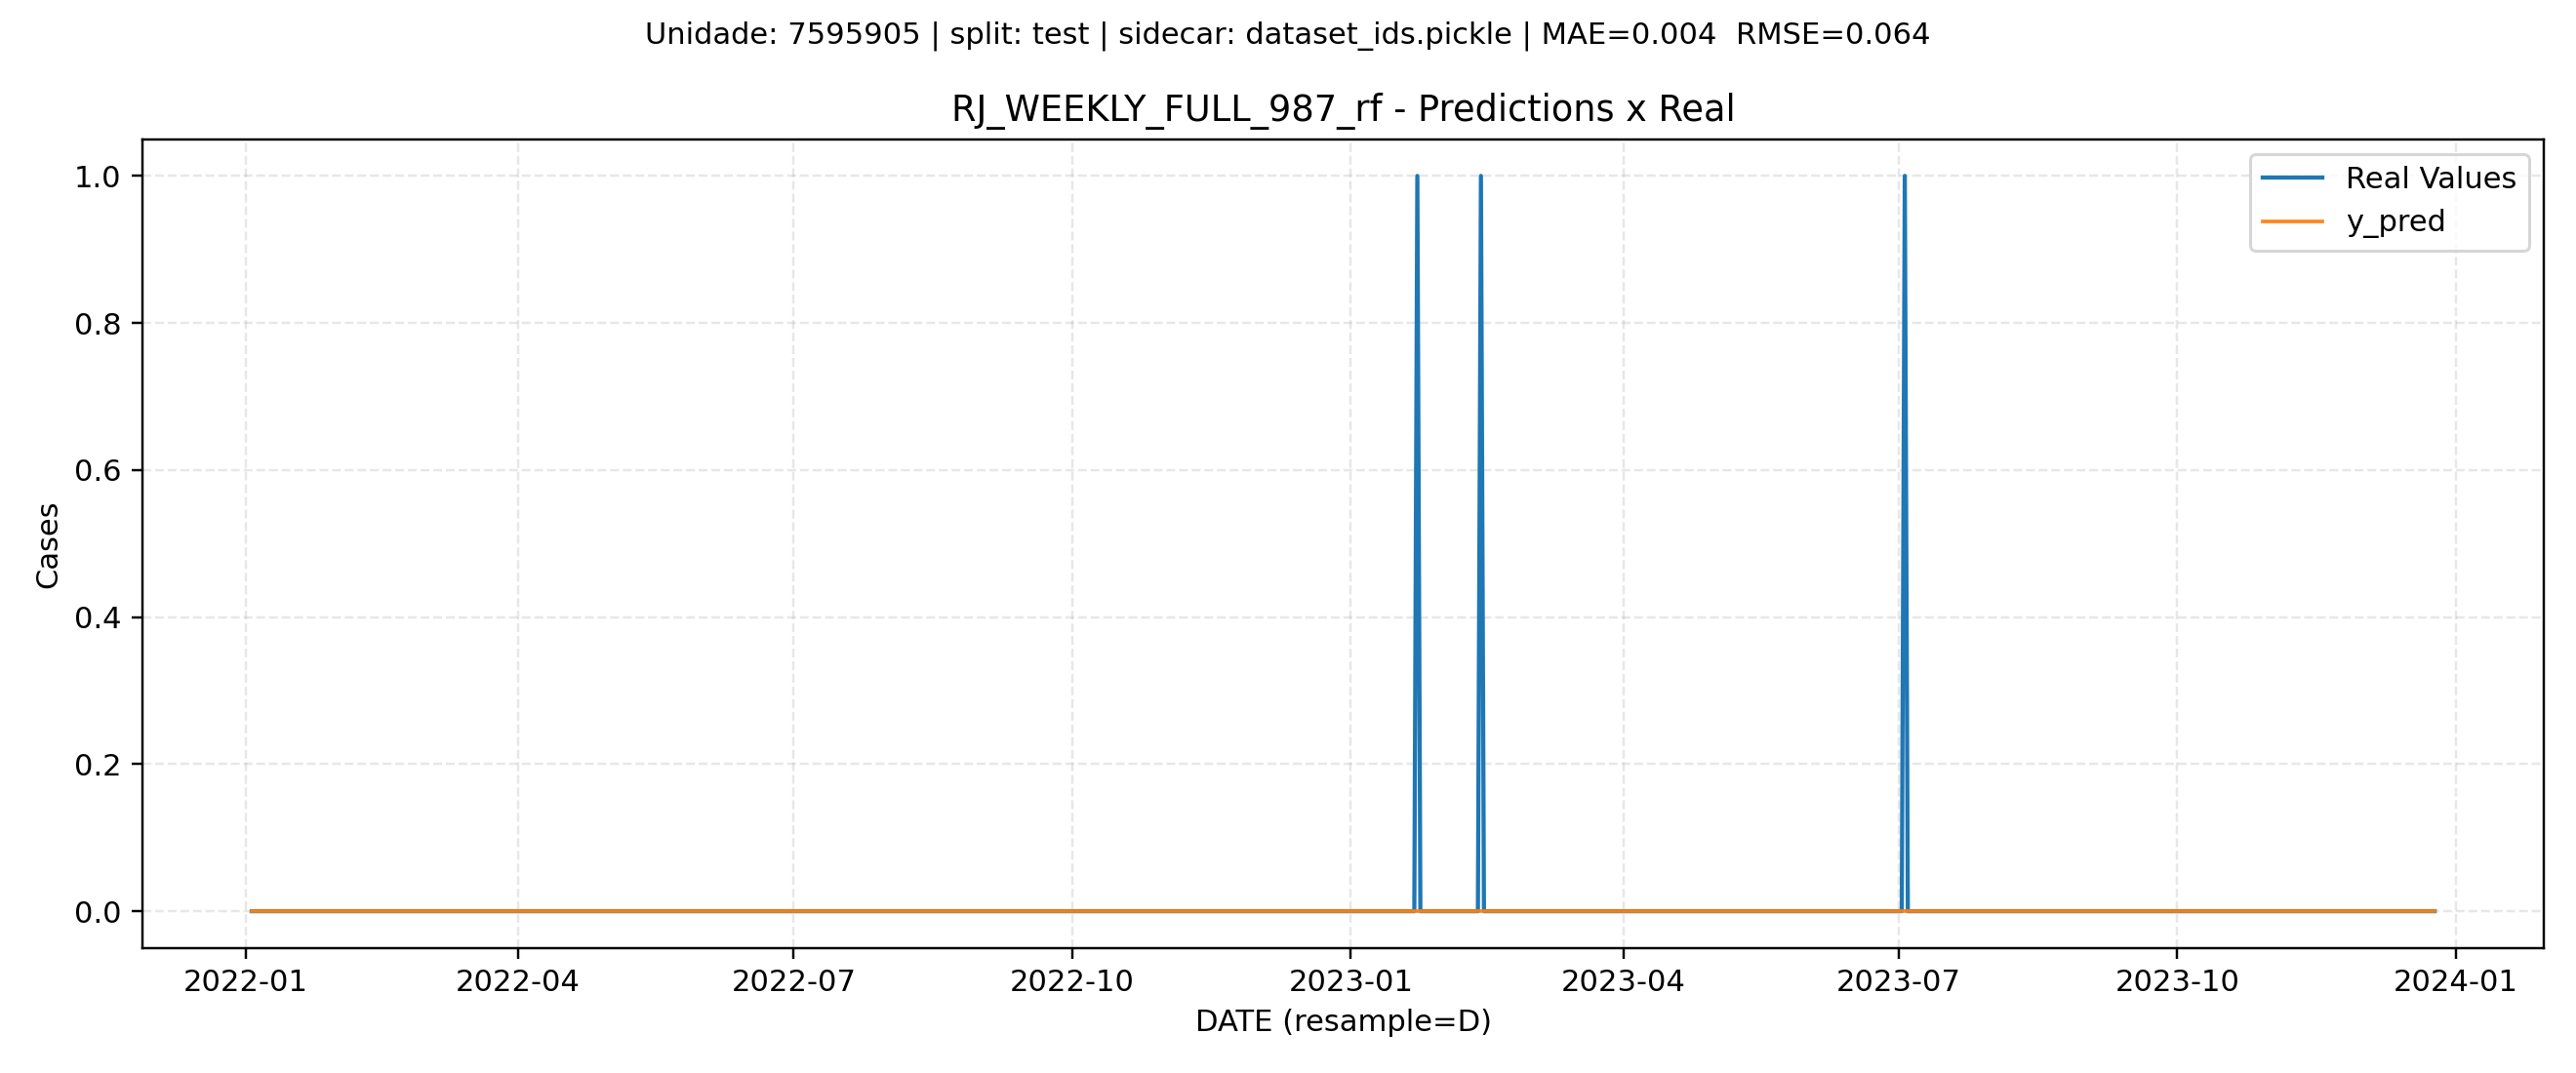 Unidade: 7595905 | split: test | sidecar: dataset_ids.pickle | MAE=0.004  RMSE=0.064
RJ_WEEKLY_FULL_987_rf - Predictions x Real
Real Values
y_pred
1.0
0.8
0.6
0.4
0.2
0.0
Cases
2022-01 2022-04 2022-07 2022-10 2023-01 2023-04 2023-07 2023-10 2024-01
DATE (resample=D)